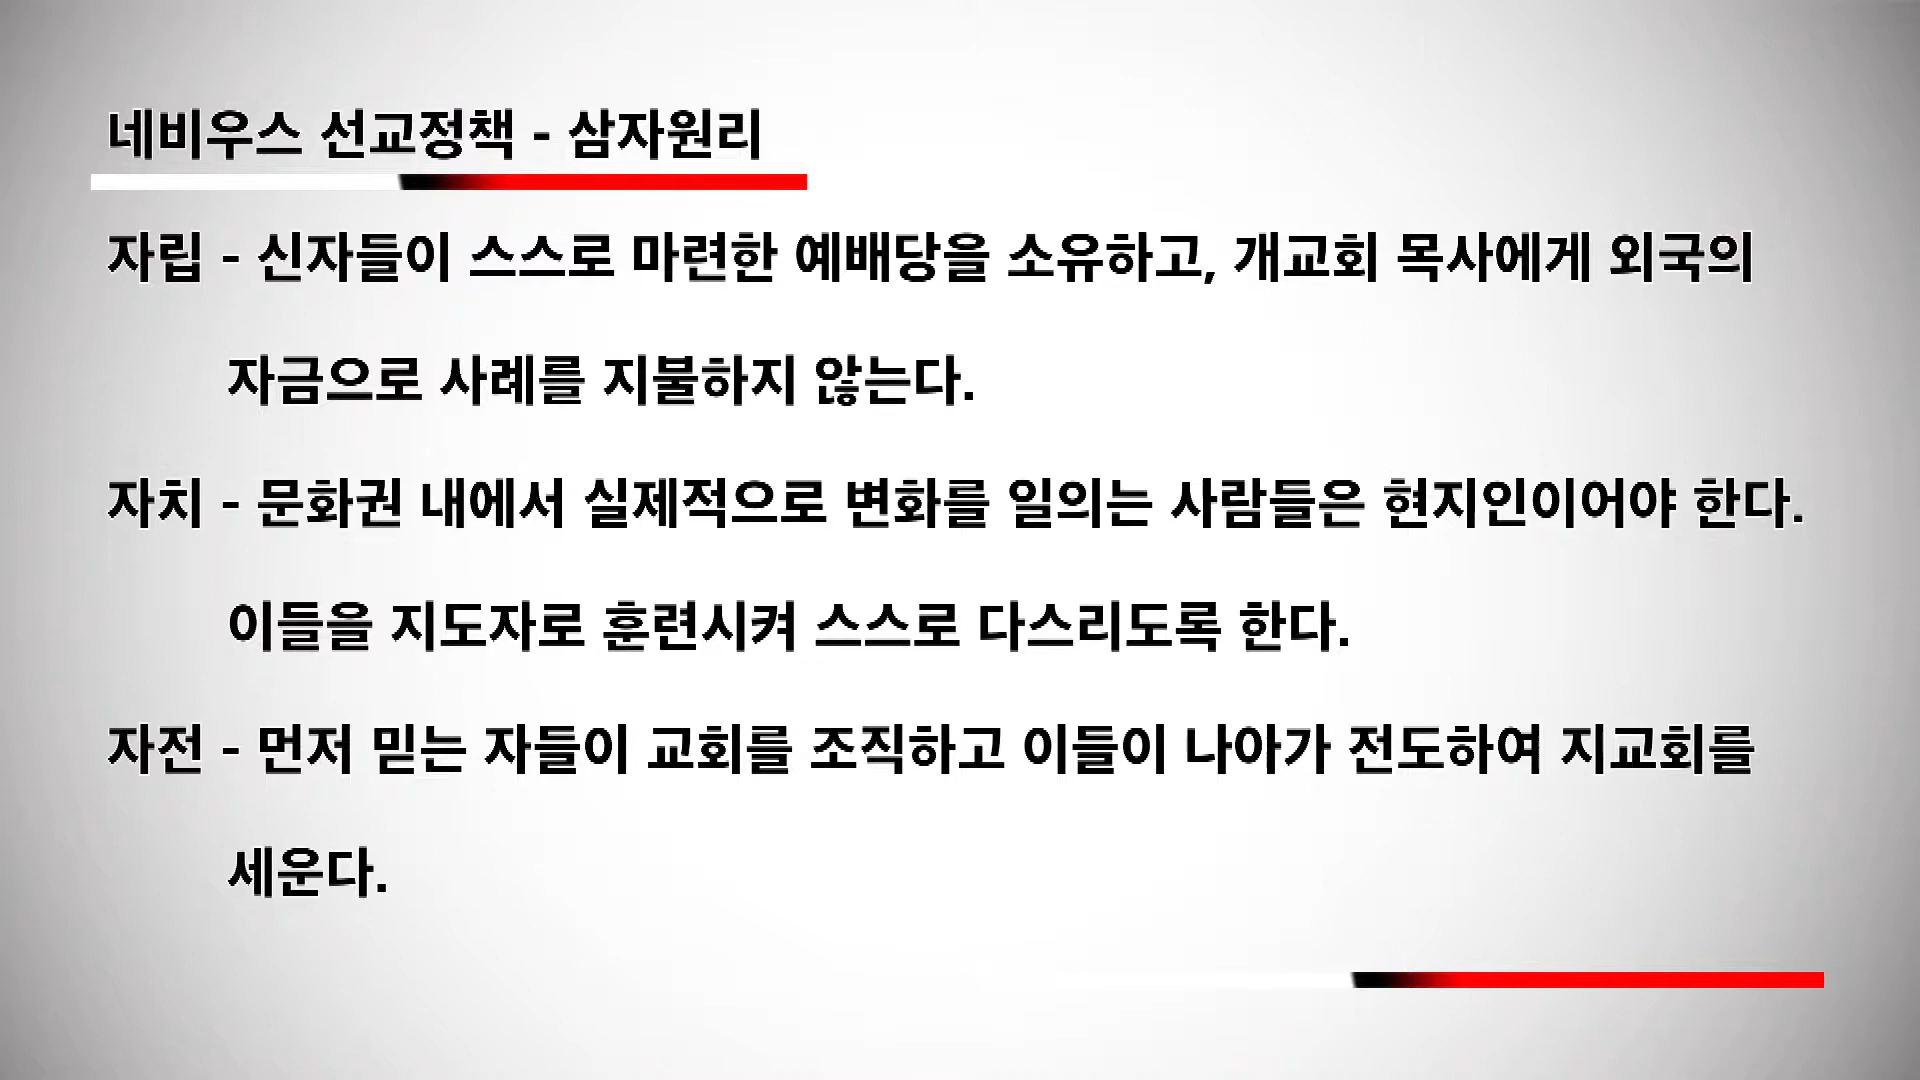 네비우스 선교정책 - 삼자원리
자립 - 신자들이 스스로 마련한 예배당을 소유하고, 개교회 목사에게 외국의
자금으로 사례를 지불하지 않는다.
자치 - 문화권 내에서 실제적으로 변화를 일의는 사람들은 현지인이어야 한다.
이들을 지도자로 훈련시켜 스스로 다스리도록 한다.
자전 - 먼저 믿는 자들이 교회를 조직하고 이들이 나아가 전도하여 지교회를
세운다.